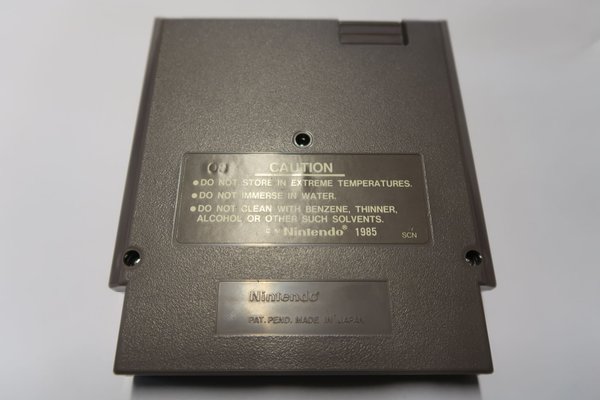 CAUTION
●DO NOT STORE IN EXTREME TEMPERATURES.
●DO NOT IMMERSE IN WATER.
●DO NOT CLEAN WITH BENZENE, THINNER,
ALCOHOL OR OTHER SUCH SOLVENTS.
Nintendo® 1985
SCN
Nintendo®
PAT. PEND. MADE IN JAPAN